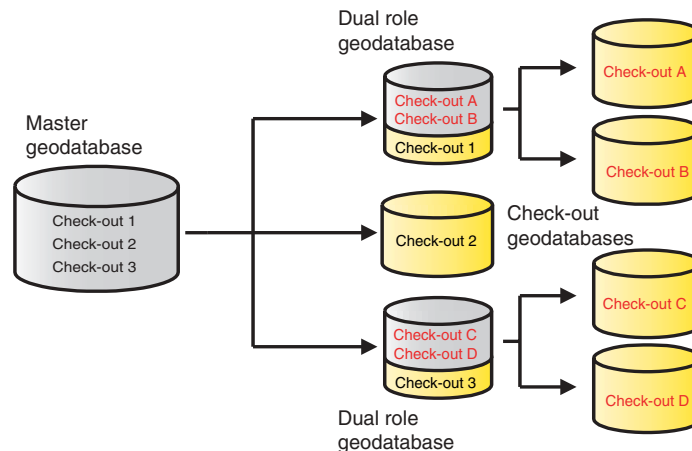 Dual role
geodatabase
Check-out A
Check-out A
Check-out B
Check-out 1
Master
geodatabase
Check-out B
Check-out 1
Check-out 2
Check-out 3
Check-out 2
Check-out
geodatabases
Check-out C
Check-out C
Check-out D
Check-out 3
Check-out D
Dual role
geodatabase